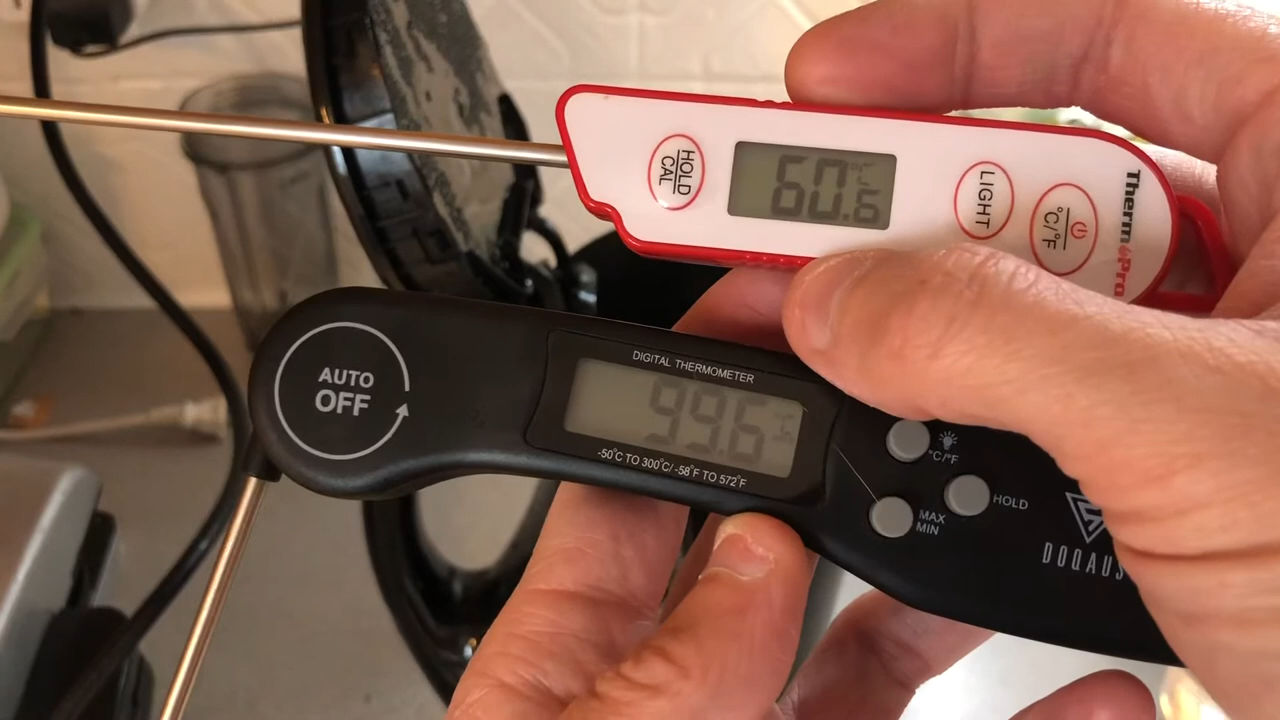 HOLD
CAL
60.6 °C
LIGHT
°C/°F
ThermoPro
AUTO
OFF
DIGITAL THERMOMETER
99.6 °C
-50°C TO 300°C/ -58°F TO 572°F
°C/°F
HOLD
MAX
MIN
DOQAUS